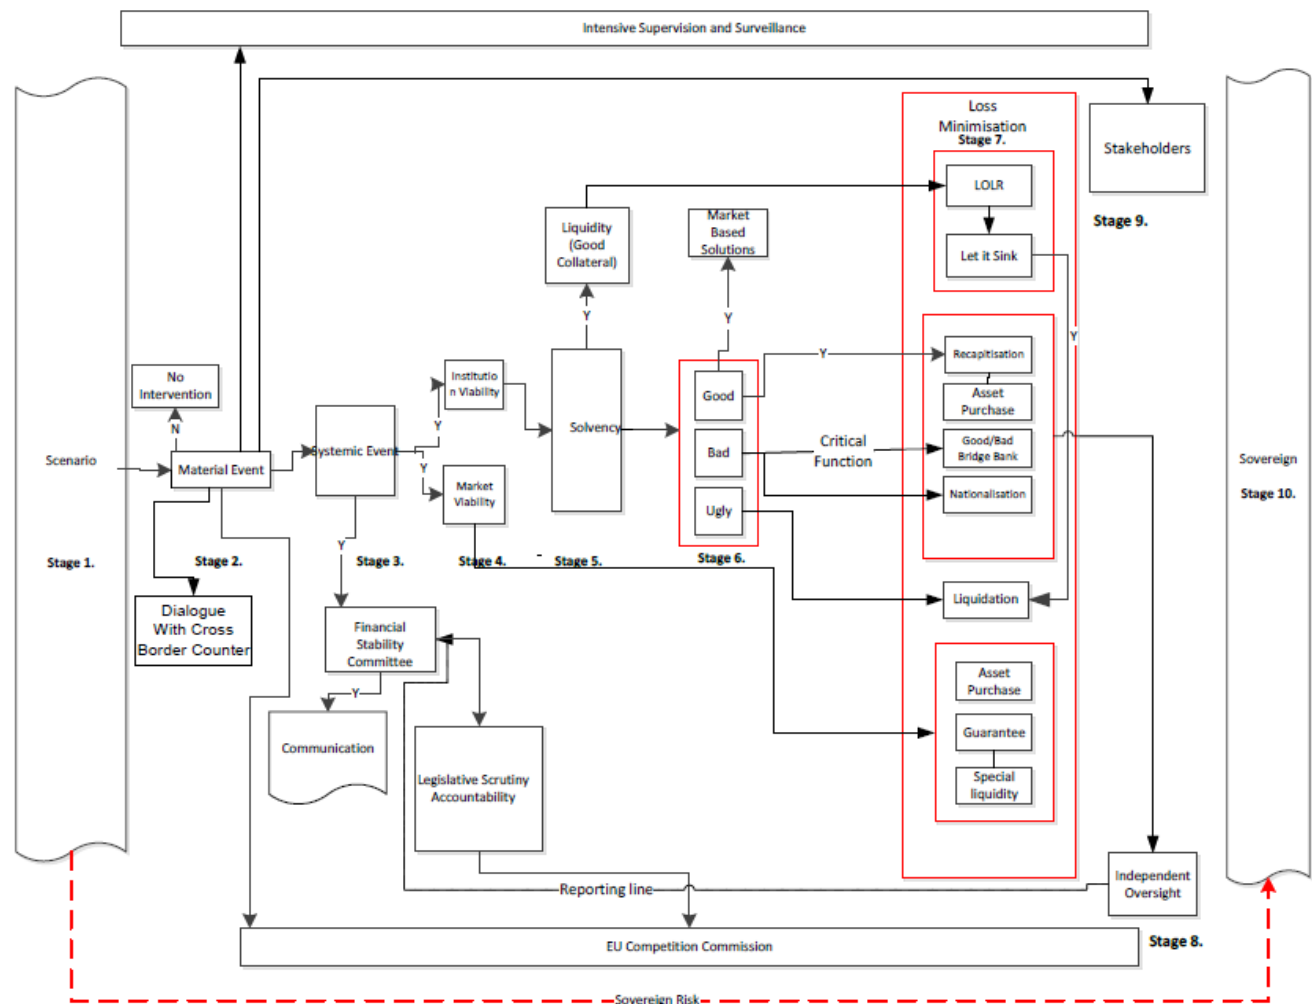 Intensive Supervision and Surveillance
Loss
Minimisation
Stage 7.
LOLR
Let it Sink
Stakeholders
Stage 9.
Liquidity
(Good
Collateral)
Market
Based
Solutions
Y
Y
Y
No
Intervention
N
Scenario
Material Event
Systemic Event
Y
Y
Institutio
n Viability
Market
Viability
Solvency
Good
Bad
Ugly
Y
Critical
Function
Recapitisation
Asset
Purchase
Good/Bad
Bridge Bank
Nationalisation
Sovereign
Stage 10.
Stage 1.
Stage 2.
Y
Stage 3.
Stage 4.
-
Stage 5.
Stage 6.
Liquidation
Dialogue
With Cross
Border Counter
Financial
Stability
Committee
Y
Communication
Legislative Scrutiny
Accountability
Asset
Purchase
Guarantee
Special
liquidity
Reporting line
Independent
Oversight
Stage 8.
EU Competition Commission
Sovereign Risk